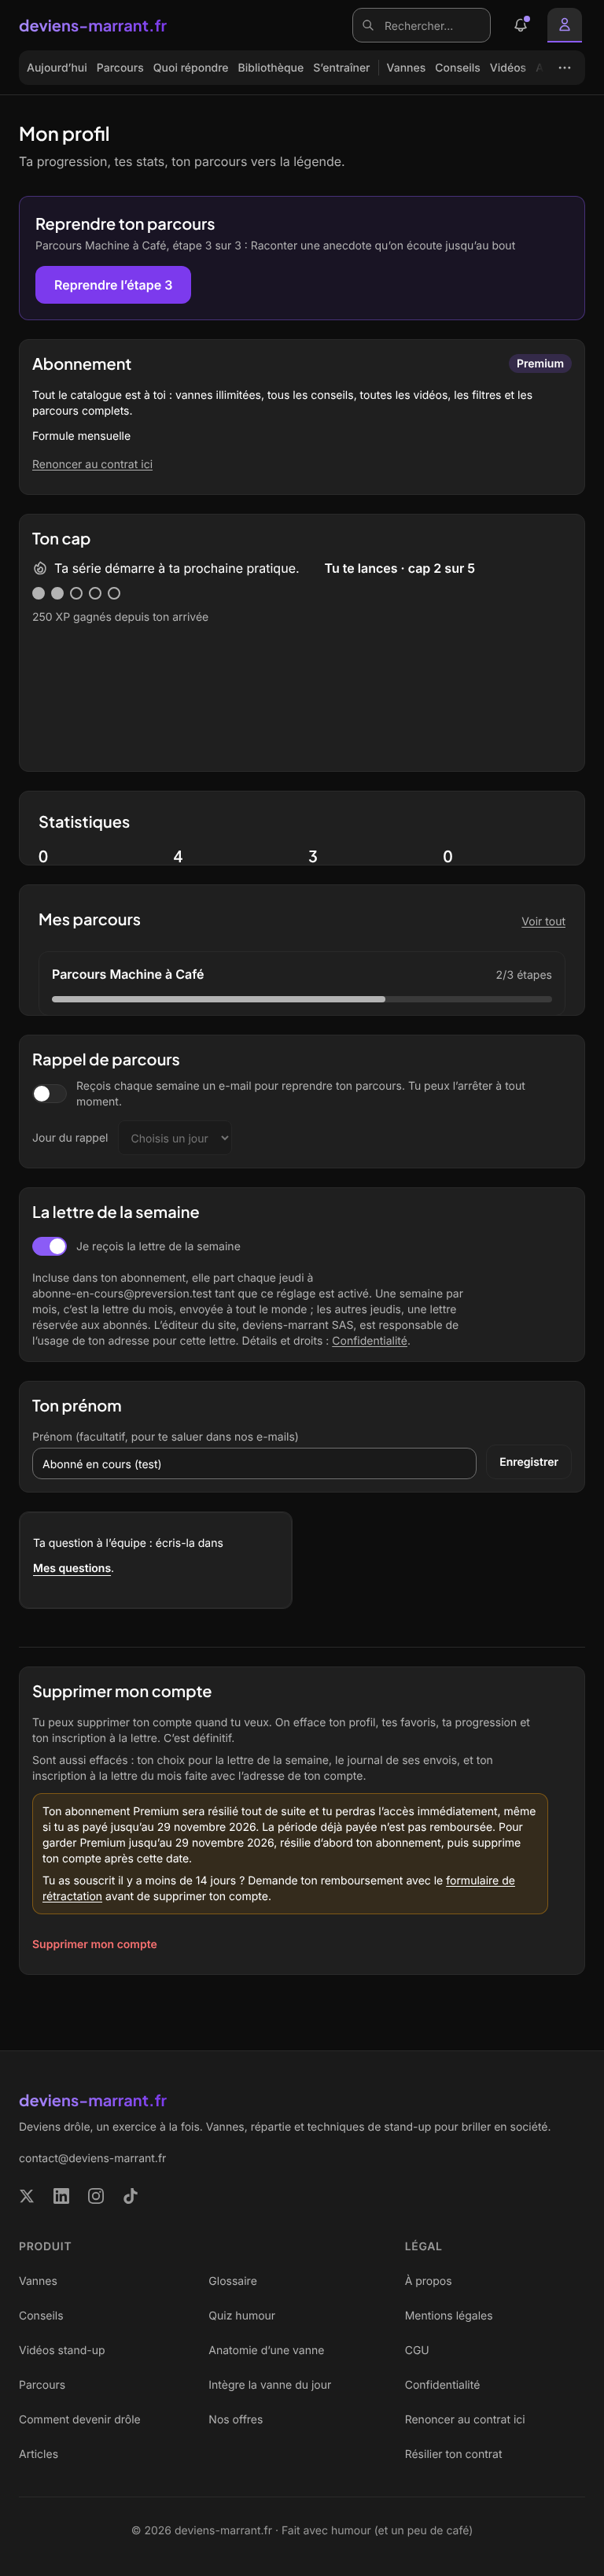 deviens-marrant.fr
Rechercher...
Aujourd’hui Parcours Quoi répondre Bibliothèque S’entraîner Vannes Conseils Vidéos
Mon profil
Ta progression, tes stats, ton parcours vers la légende.
Reprendre ton parcours
Parcours Machine à Café, étape 3 sur 3 : Raconter une anecdote qu’on écoute jusqu’au bout
Reprendre l’étape 3
Abonnement
Premium
Tout le catalogue est à toi : vannes illimitées, tous les conseils, toutes les vidéos, les filtres et les
parcours complets.
Formule mensuelle
Renoncer au contrat ici
Ton cap
Ta série démarre à ta prochaine pratique. Tu te lances · cap 2 sur 5
250 XP gagnés depuis ton arrivée
Statistiques
0 4 3 0
Mes parcours
Voir tout
Parcours Machine à Café
2/3 étapes
Rappel de parcours
Reçois chaque semaine un e-mail pour reprendre ton parcours. Tu peux l’arrêter à tout
moment.
Jour du rappel
Choisis un jour
La lettre de la semaine
Je reçois la lettre de la semaine
Incluse dans ton abonnement, elle part chaque jeudi à
abonne-en-cours@preversion.test tant que ce réglage est activé. Une semaine par
mois, c’est la lettre du mois, envoyée à tout le monde ; les autres jeudis, une lettre
réservée aux abonnés. L’éditeur du site, deviens-marrant SAS, est responsable de
l’usage de ton adresse pour cette lettre. Détails et droits : Confidentialité.
Ton prénom
Prénom (facultatif, pour te saluer dans nos e-mails)
Abonné en cours (test)
Enregistrer
Ta question à l’équipe : écris-la dans
Mes questions.
Supprimer mon compte
Tu peux supprimer ton compte quand tu veux. On efface ton profil, tes favoris, ta progression et
ton inscription à la lettre. C’est définitif.
Sont aussi effacés : ton choix pour la lettre de la semaine, le journal de ses envois, et ton
inscription à la lettre du mois faite avec l’adresse de ton compte.
Ton abonnement Premium sera résilié tout de suite et tu perdras l’accès immédiatement, même
si tu as payé jusqu’au 29 novembre 2026. La période déjà payée n’est pas remboursée. Pour
garder Premium jusqu’au 29 novembre 2026, résilie d’abord ton abonnement, puis supprime
ton compte après cette date.
Tu as souscrit il y a moins de 14 jours ? Demande ton remboursement avec le formulaire de
rétractation avant de supprimer ton compte.
Supprimer mon compte
deviens-marrant.fr
Deviens drôle, un exercice à la fois. Vannes, répartie et techniques de stand-up pour briller en société.
contact@deviens-marrant.fr
PRODUIT
LÉGAL
Vannes Glossaire À propos
Conseils Quiz humour Mentions légales
Vidéos stand-up Anatomie d’une vanne CGU
Parcours Intègre la vanne du jour Confidentialité
Comment devenir drôle Nos offres Renoncer au contrat ici
Articles Résilier ton contrat
© 2026 deviens-marrant.fr · Fait avec humour (et un peu de café)